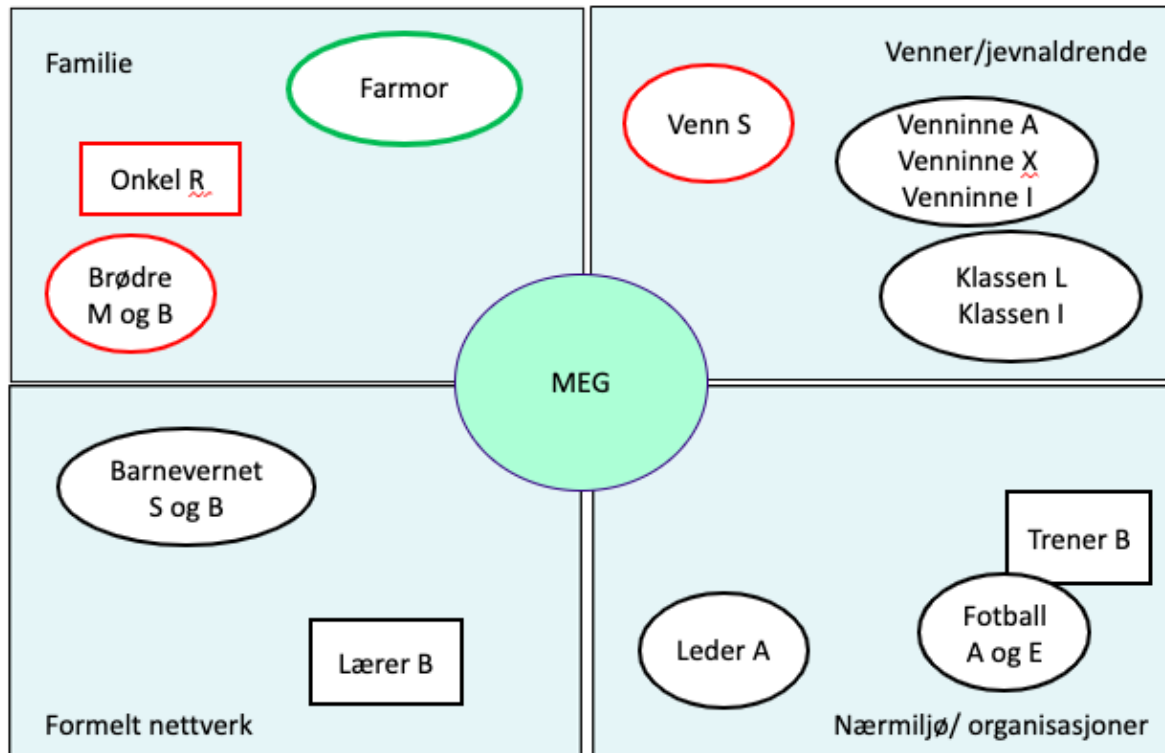 Familie
Farmor
Onkel R
Brødre
M og B
Venner/jevnaldrende
Venn S
Venninne A
Venninne X
Venninne I
Klassen L
Klassen I
MEG
Barnevernet
S og B
Lærer B
Formelt nettverk
Trener B
Fotball
A og E
Leder A
Nærmiljø/ organisasjoner